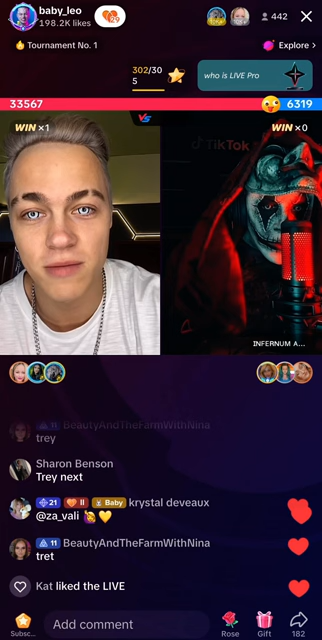 baby_leo
198.2K likes
29
442
Tournament No. 1
Explore >
302/30
5
who is LIVE Pro
33567
6319
WIN ×1
VS
WIN ×0
TikTok
INFERNUM A...
11 BeautyAndTheFarmWithNina
trey
Sharon Benson
Trey next
21 II Baby krystal deveaux
@za_vali 🙋💛
11 BeautyAndTheFarmWithNina
tret
Kat liked the LIVE
Subsc...
Add comment
Rose
Gift
182